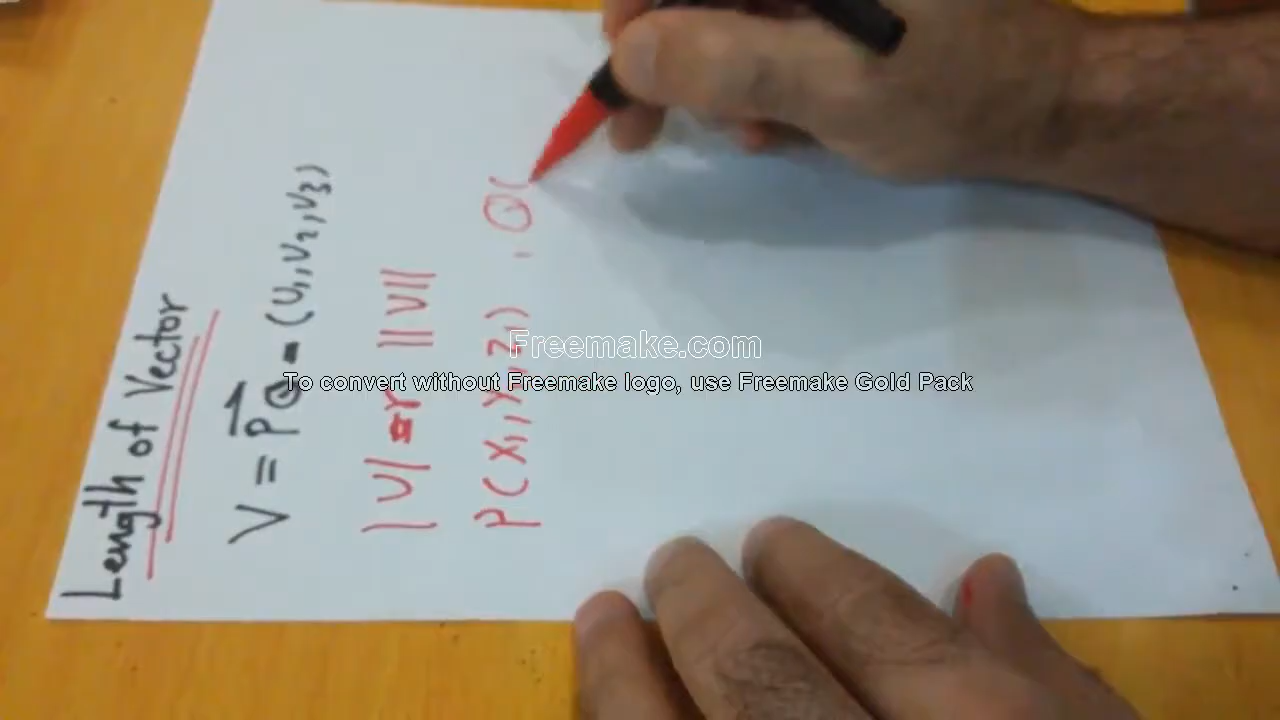 Length of Vector
V = PQ = (V1, V2, V3)
|V| or ||V||
P(x1, y1, z1) , Q(
Freemake.com
To convert without Freemake logo, use Freemake Gold Pack